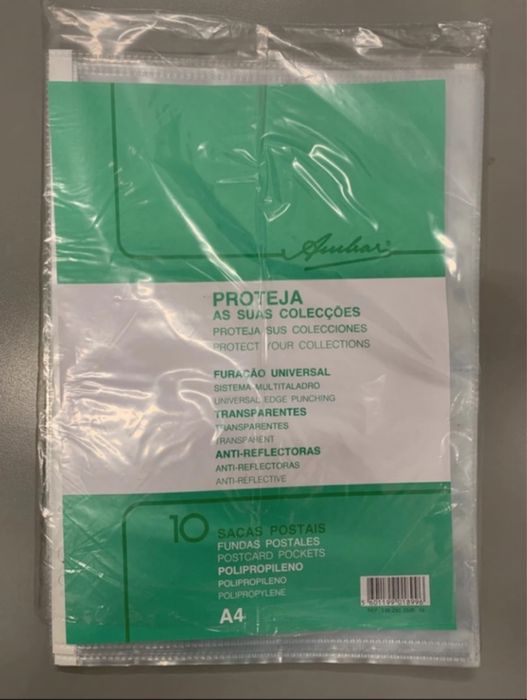 Ambar
PROTEJA
AS SUAS COLECÇÕES
PROTEJA SUS COLECCIONES
PROTECT YOUR COLLECTIONS
FURAÇÃO UNIVERSAL
SISTEMA MULTITALADRO
UNIVERSAL EDGE PUNCHING
TRANSPARENTES
TRANSPARENTES
TRANSPARENT
ANTI-REFLECTORAS
ANTI-REFLECTORAS
ANTI-REFLECTIVE
10 SACAS POSTAIS
FUNDAS POSTALES
POSTCARD POCKETS
POLIPROPILENO
POLIPROPILENO
POLYPROPYLENE
A4